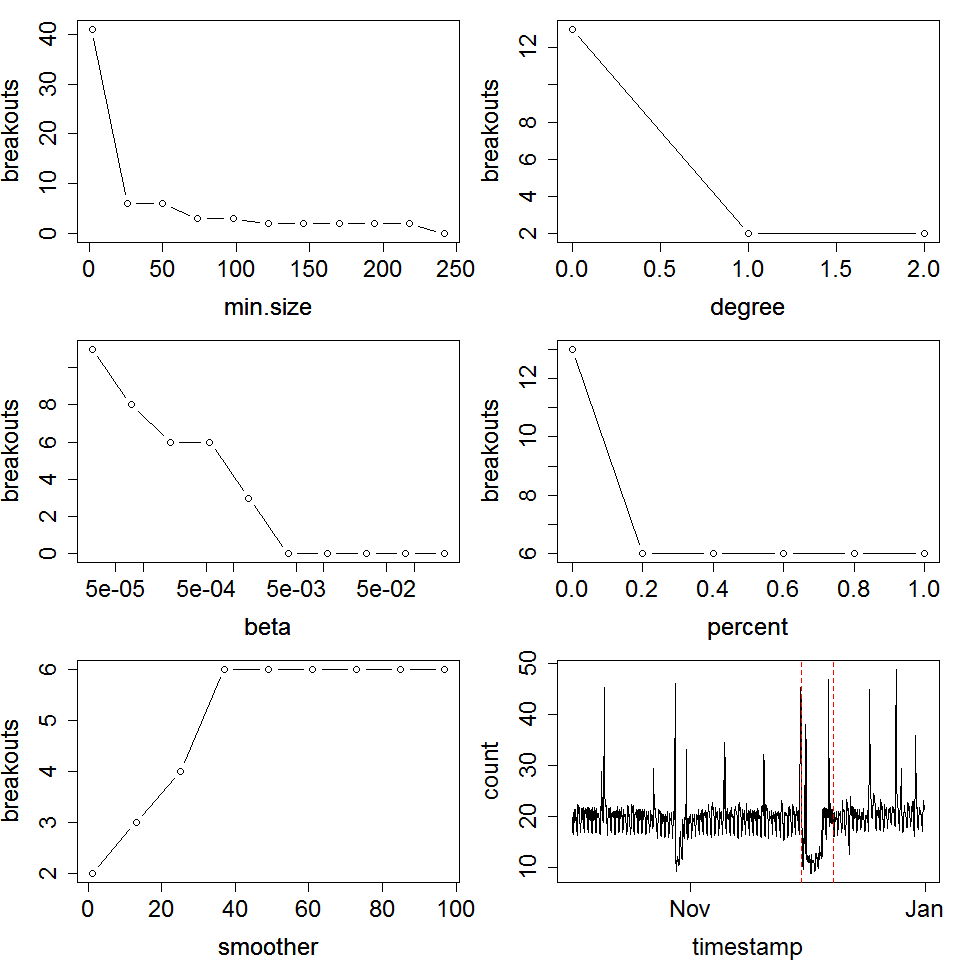 breakouts
0 10 20 30 40
0 50 100 150 200 250
min.size
breakouts
2 4 6 8 12
0.0 0.5 1.0 1.5 2.0
degree
breakouts
0 2 4 6 8
5e-05 5e-04 5e-03 5e-02
beta
breakouts
6 8 10 12
0.0 0.2 0.4 0.6 0.8 1.0
percent
breakouts
2 3 4 5 6
0 20 40 60 80 100
smoother
count
10 20 30 40 50
Nov Jan
timestamp